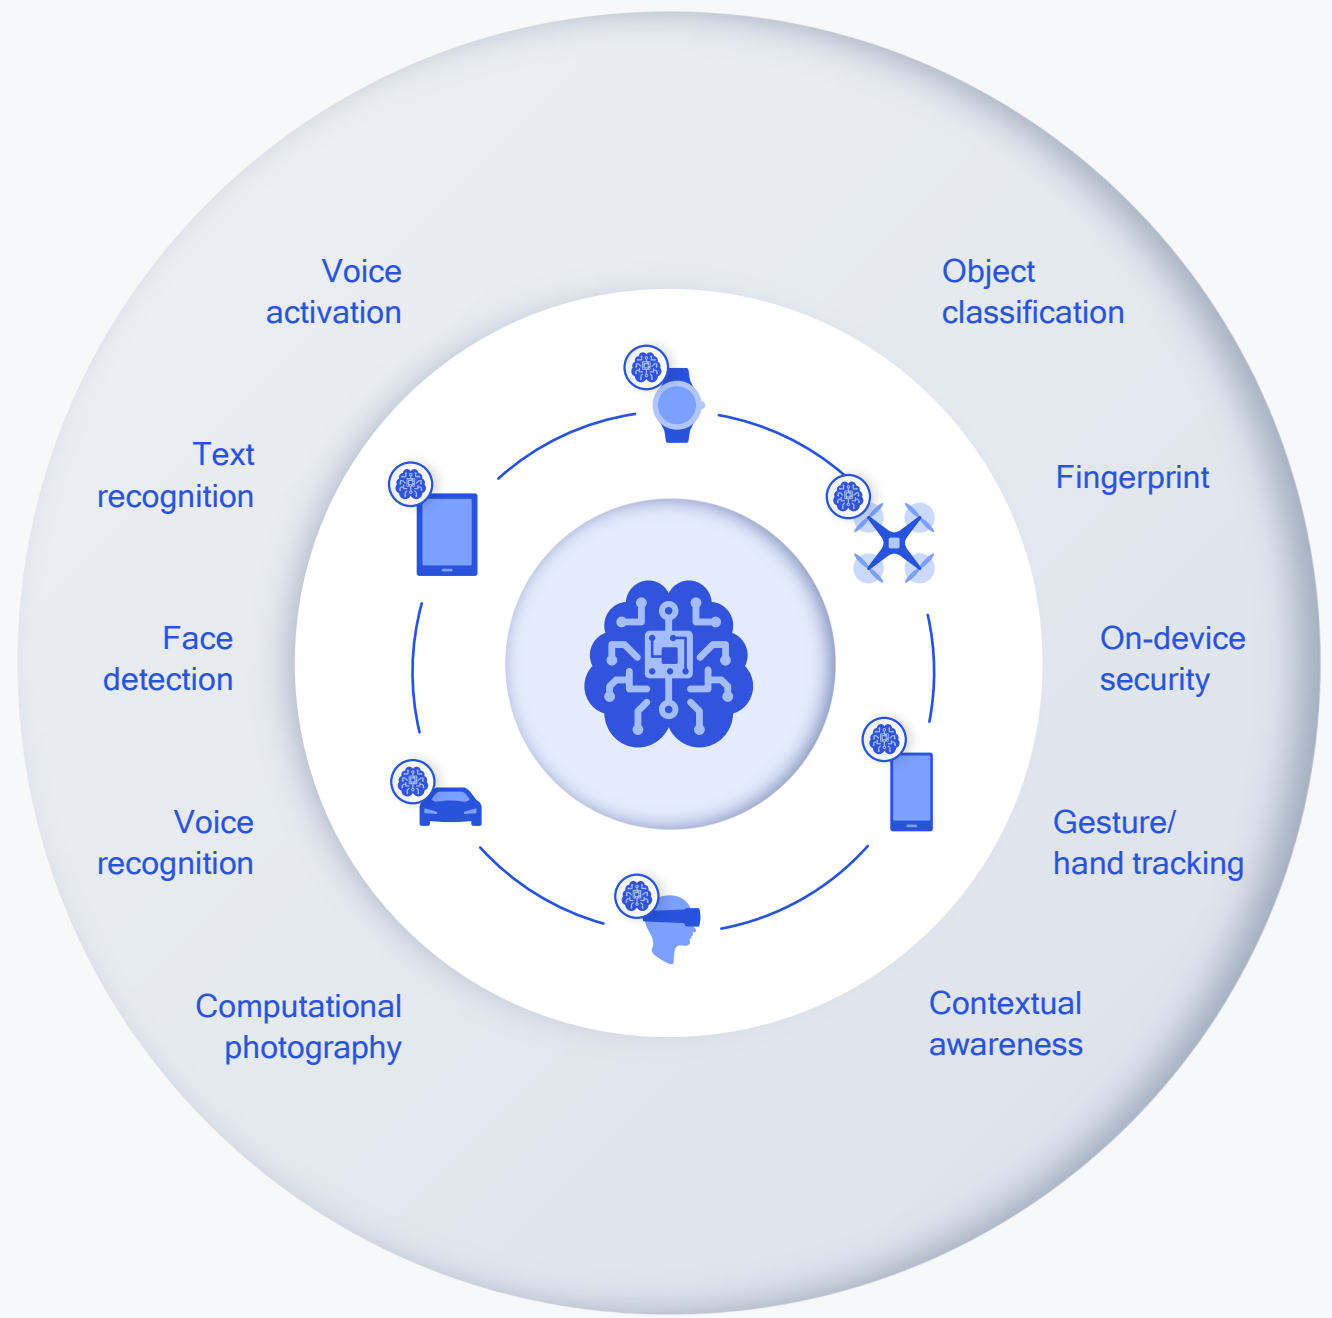 Voice
activation
Text
recognition
Face
detection
Voice
recognition
Computational
photography
Object
classification
Fingerprint
On-device
security
Gesture/
hand tracking
Contextual
awareness